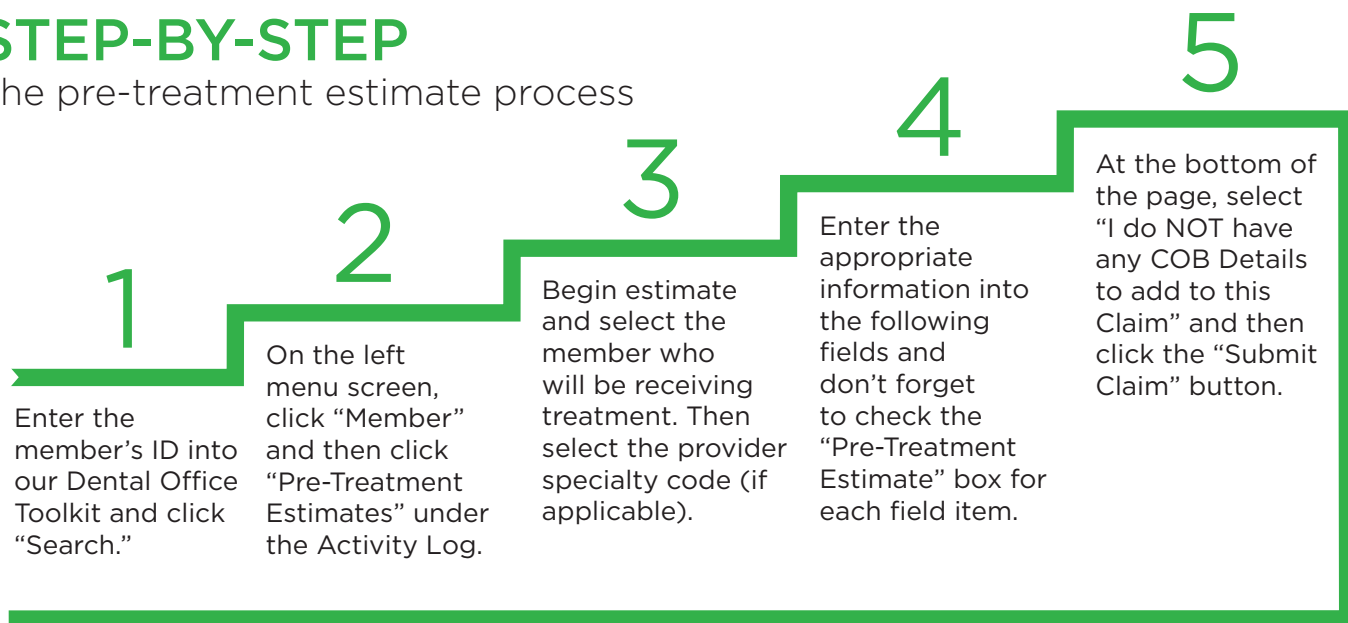 STEP-BY-STEP
he pre-treatment estimate process
1
Enter the
member's ID into
our Dental Office
Toolkit and click
“Search.”
2
On the left
menu screen,
click “Member”
and then click
“Pre-Treatment
Estimates” under
the Activity Log.
3
Begin estimate
and select the
member who
will be receiving
treatment. Then
select the provider
specialty code (if
applicable).
4
Enter the
appropriate
information into
the following
fields and
don’t forget
to check the
“Pre-Treatment
Estimate” box for
each field item.
5
At the bottom of
the page, select
“I do NOT have
any COB Details
to add to this
Claim” and then
click the “Submit
Claim” button.